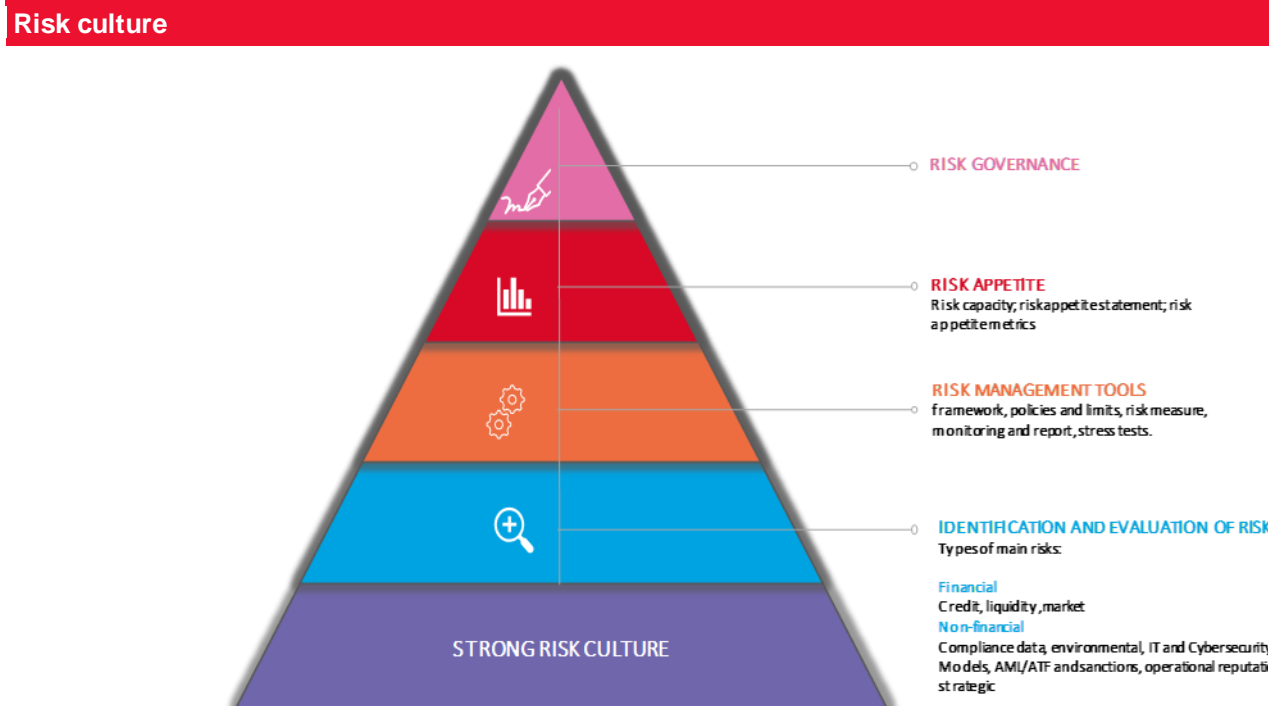 Risk culture
RISK GOVERNANCE
RISK APPETITE
Risk capacity; risk appetite statement; risk
appetite metrics
RISK MANAGEMENT TOOLS
framework, policies and limits, risk measure,
monitoring and report, stress tests.
IDENTIFICATION AND EVALUATION OF RISK
Types of main risks:
Financial
Credit, liquidity, market
Non-financial
Compliance data, environmental, IT and Cybersecurity
Models, AML/ATF and sanctions, operational
strategic
STRONG RISK CULTURE